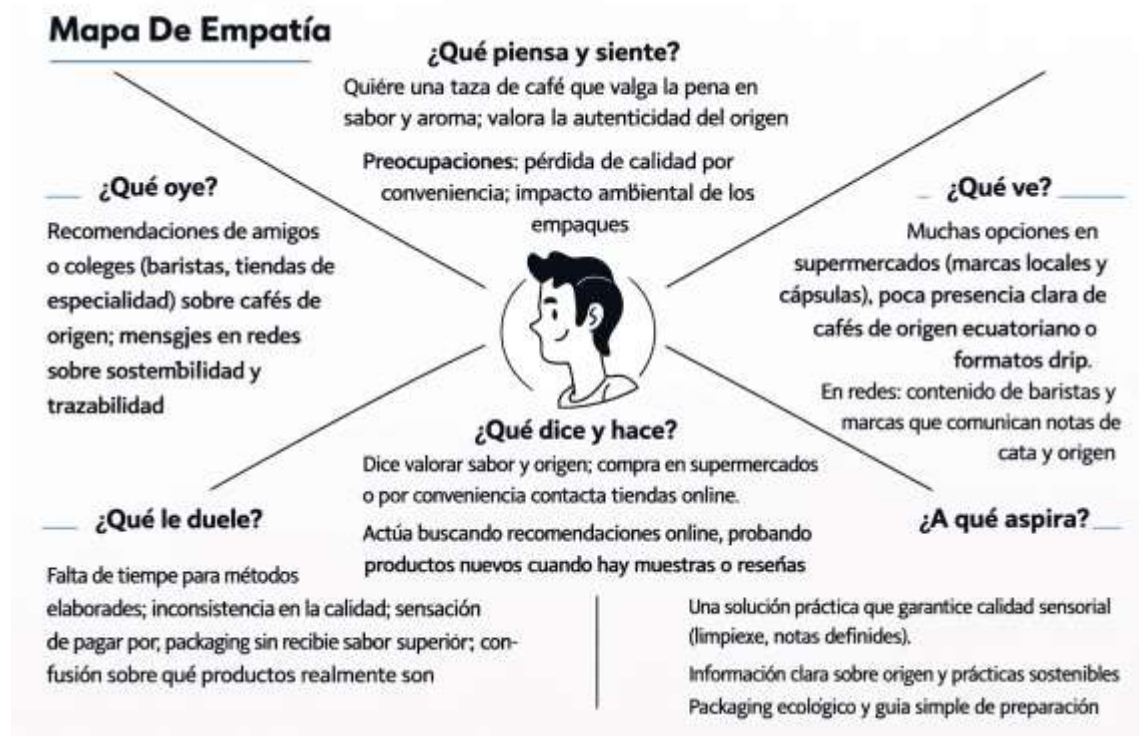 Mapa De Empatía
¿Qué piensa y siente?
Quiére una taza de café que valga la pena en
sabor y aroma; valora la autenticidad del origen
Preocupaciones: pérdida de calidad por
conveniencia; impacto ambiental de los
empaques
¿Qué oye?
Recomendaciones de amigos
o coleges (baristas, tiendas de
especialidad) sobre cafés de
origen; mensgjes en redes
sobre sostembilidad y
trazabilidad
¿Qué ve?
Muchas opciones en
supermercados (marcas locales y
cápsulas), poca presencia clara de
cafés de origen ecuatoriano o
formatos drip.
En redes: contenido de baristas y
marcas que comunican notas de
cata y origen
¿Qué dice y hace?
Dice valorar sabor y origen; compra en supermercados
o por conveniencia contacta tiendas online.
Actúa buscando recomendaciones online, probando
productos nuevos cuando hay muestras o reseñas
¿Qué le duele?
Falta de tiempe para métodos
elaborades; inconsistencia en la calidad; sensación
de pagar por, packaging sin recibie sabor superiór; con-
fusión sobre qué productos realmente son
¿A qué aspira?
Una solución práctica que garantice calidad sensorial
(limpiexe, notas definides).
Información clara sobre origen y prácticas sostenibles
Packaging ecológico y guia simple de preparación